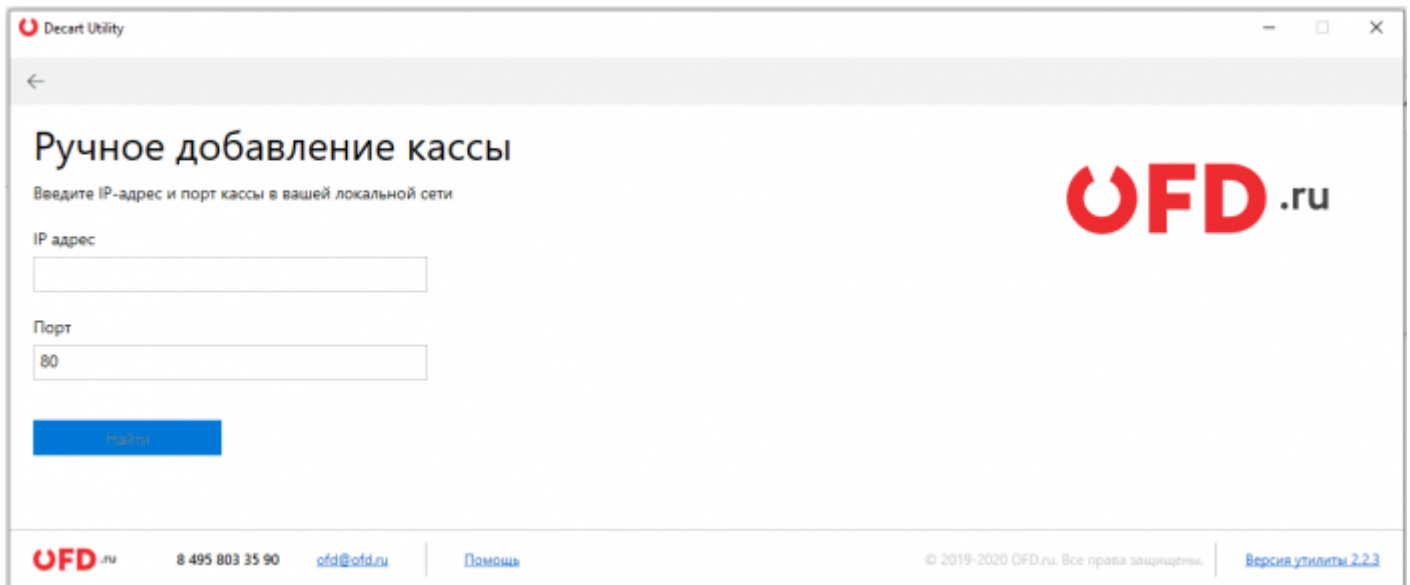 Decart Utility
Ручное добавление кассы
Введите IP-адрес и порт кассы в вашей локальной сети
OFD .ru
IP адрес
Порт
80
Найти
OFD .ru 8 495 803 35 90 ofd@ofd.ru Помощь © 2019-2020 OFD.ru. Все права защищены. Версия утилиты 2.2.3